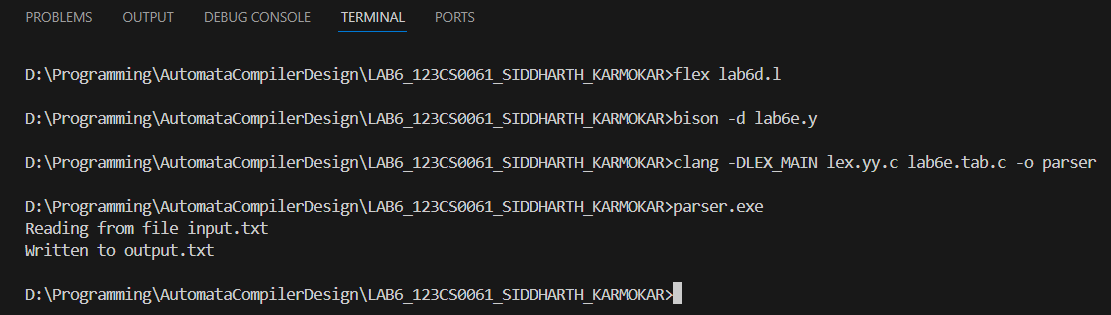 PROBLEMS OUTPUT DEBUG CONSOLE TERMINAL PORTS
D:\Programming\AutomataCompilerDesign\LAB6_123CS0061_SIDDHARTH_KARMOKAR>flex lab6d.l
D:\Programming\AutomataCompilerDesign\LAB6_123CS0061_SIDDHARTH_KARMOKAR>bison -d lab6e.y
D:\Programming\AutomataCompilerDesign\LAB6_123CS0061_SIDDHARTH_KARMOKAR>clang -DLEX_MAIN lex.yy.c lab6e.tab.c -o parser
D:\Programming\AutomataCompilerDesign\LAB6_123CS0061_SIDDHARTH_KARMOKAR>parser.exe
Reading from file input.txt
Written to output.txt
D:\Programming\AutomataCompilerDesign\LAB6_123CS0061_SIDDHARTH_KARMOKAR>